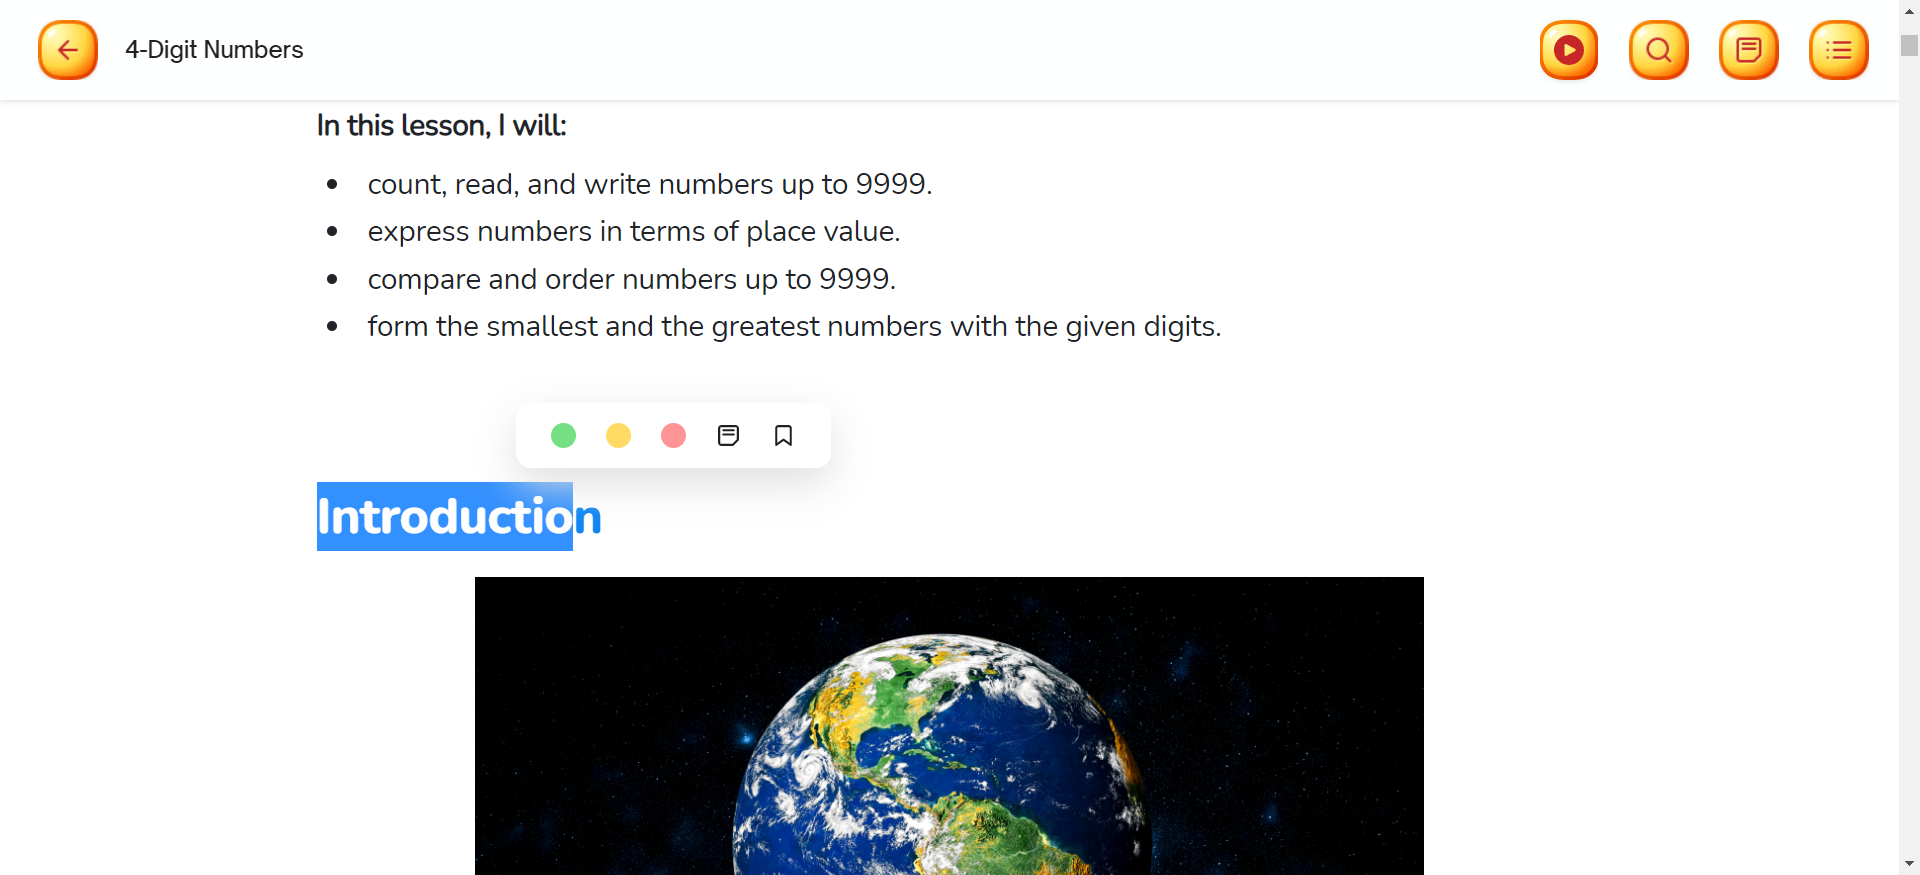 4-Digit Numbers
In this lesson, I will:
count, read, and write numbers up to 9999.
express numbers in terms of place value.
compare and order numbers up to 9999.
form the smallest and the greatest numbers with the given digits.
Introduction